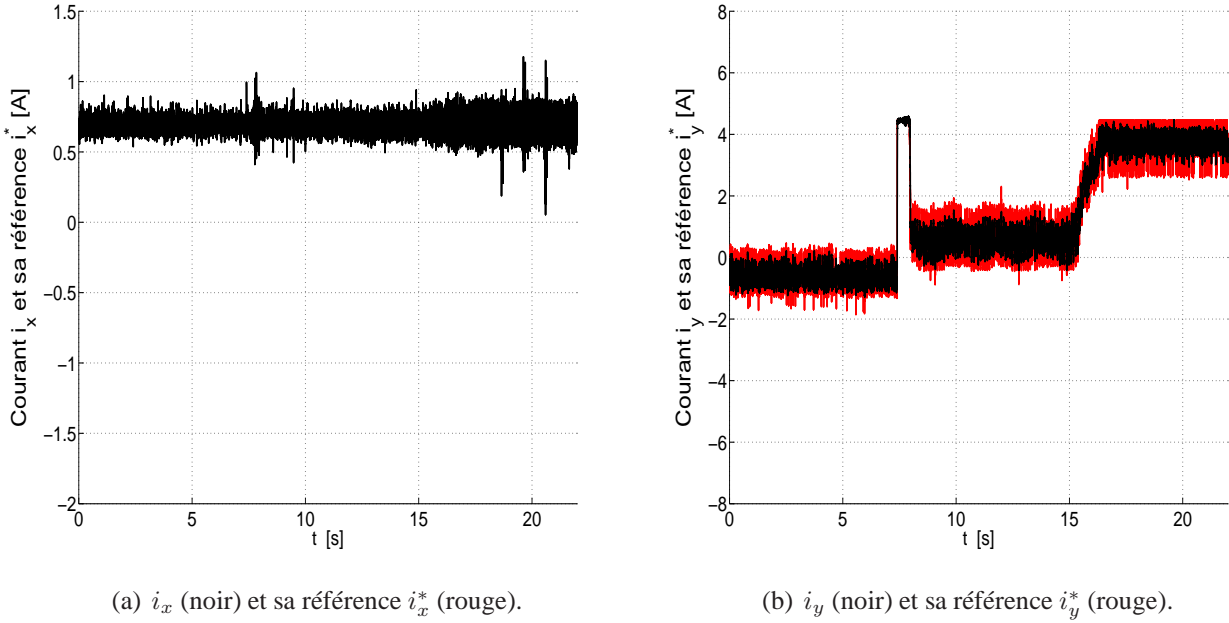 Courant i_x et sa référence i_x^* [A]
1.5
1
0.5
0
−0.5
−1
−1.5
−2
0 5 10 15 20
t [s]
(a) i_x (noir) et sa référence i_x^* (rouge).
Courant i_y et sa référence i_y^* [A]
8
6
4
2
0
−2
−4
−6
−8
0 5 10 15 20
t [s]
(b) i_y (noir) et sa référence i_y^* (rouge).